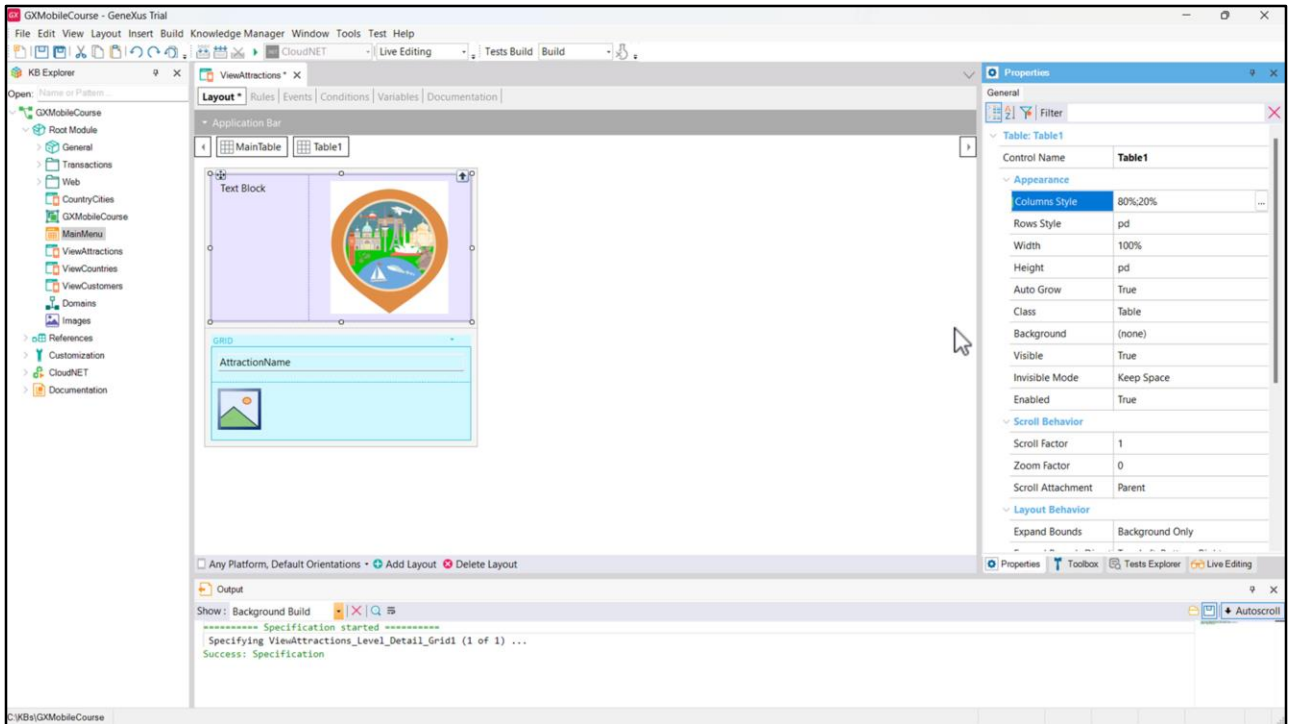 GX GXMobileCourse - GeneXus Trial
File Edit View Layout Insert Build Knowledge Manager Window Tools Test Help
CloudNET Live Editing Tests Build Build
KB Explorer
Open: Name or Pattern...
GXMobileCourse
Root Module
General
Transactions
Web
CountryCities
GXMobileCourse
MainMenu
ViewAttractions
ViewCountries
ViewCustomers
Domains
Images
References
Customization
CloudNET
Documentation
ViewAttractions * X
Layout * Rules Events Conditions Variables Documentation
Application Bar
MainTable Table1
Text Block
GRID
AttractionName
Any Platform, Default Orientations Add Layout Delete Layout
Output
Show: Background Build Autoscroll
========== Specification started ==========
Specifying ViewAttractions_Level_Detail_Grid1 (1 of 1) ...
Success: Specification
Properties
General
Filter
Table: Table1
Control Name Table1
Appearance
Columns Style 80%;20% ...
Rows Style pd
Width 100%
Height pd
Auto Grow True
Class Table
Background (none)
Visible True
Invisible Mode Keep Space
Enabled True
Scroll Behavior
Scroll Factor 1
Zoom Factor 0
Scroll Attachment Parent
Layout Behavior
Expand Bounds Background Only
Properties Toolbox Tests Explorer Live Editing
C:\KBs\GXMobileCourse